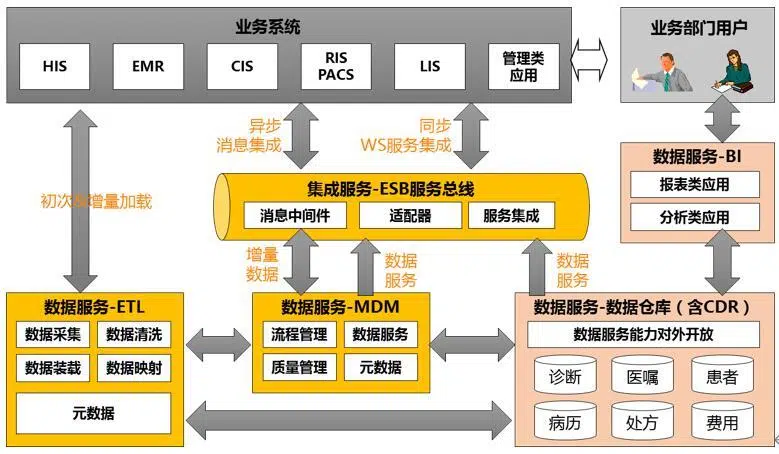 业务系统
HIS
EMR
CIS
RIS
PACS
LIS
管理类
应用
业务部门用户
异步
消息集成
同步
WS服务集成
初次&增量加载
数据服务-BI
报表类应用
分析类应用
集成服务-ESB服务总线
消息中间件
适配器
服务集成
增量
数据
数据
服务
数据
服务
数据服务-ETL
数据采集
数据清洗
数据装载
数据映射
元数据
数据服务-MDM
流程管理
数据服务
质量管理
元数据
数据服务-数据仓库（含CDR）
数据服务能力对外开放
诊断
医嘱
患者
病历
处方
费用